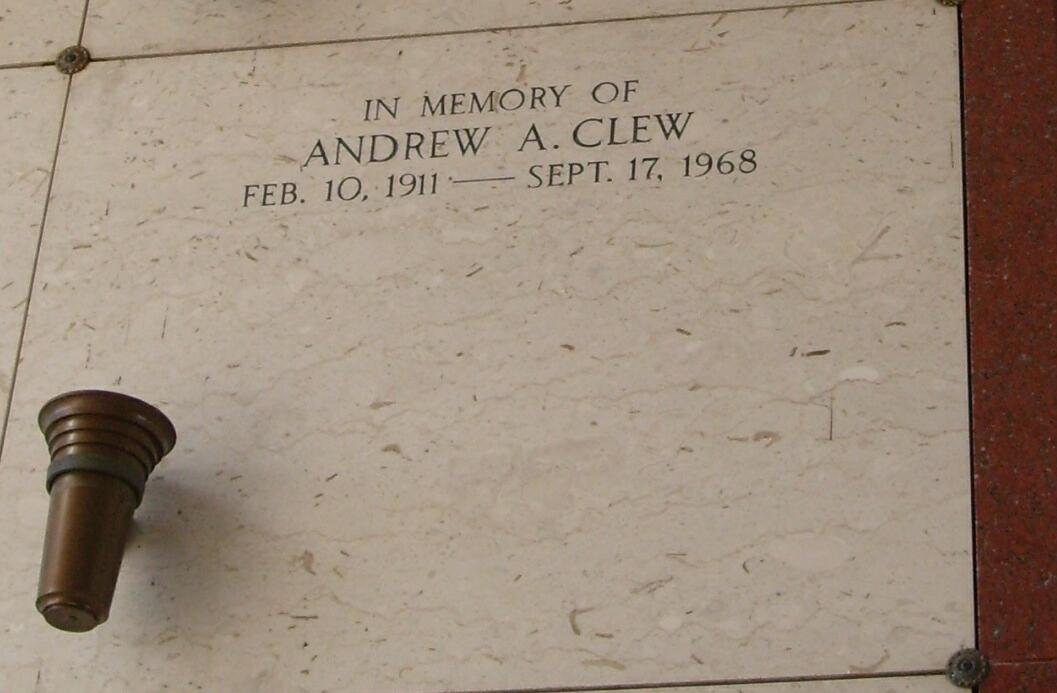 IN MEMORY OF
ANDREW A. CLEW
FEB. 10, 1911 — SEPT. 17, 1968